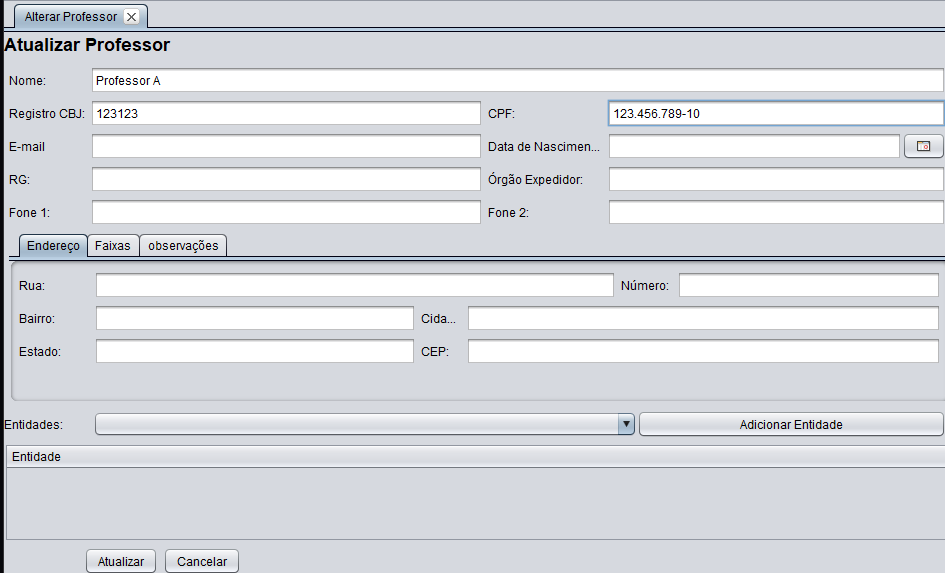 Alterar Professor
Atualizar Professor
Nome: Professor A
Registro CBJ: 123123 CPF: 123.456.789-10
E-mail Data de Nascimen...
RG: Órgão Expedidor:
Fone 1: Fone 2:
Endereço Faixas observações
Rua: Número:
Bairro: Cida...
Estado: CEP:
Entidades: Adicionar Entidade
Entidade
Atualizar Cancelar